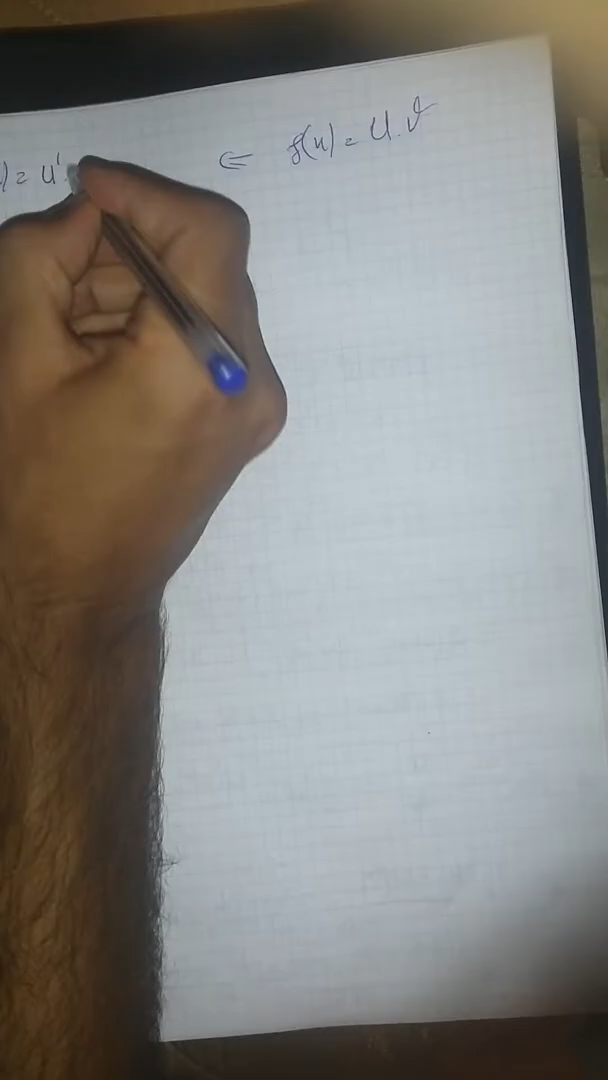 ) = u' ⇐ f(x) = u.v